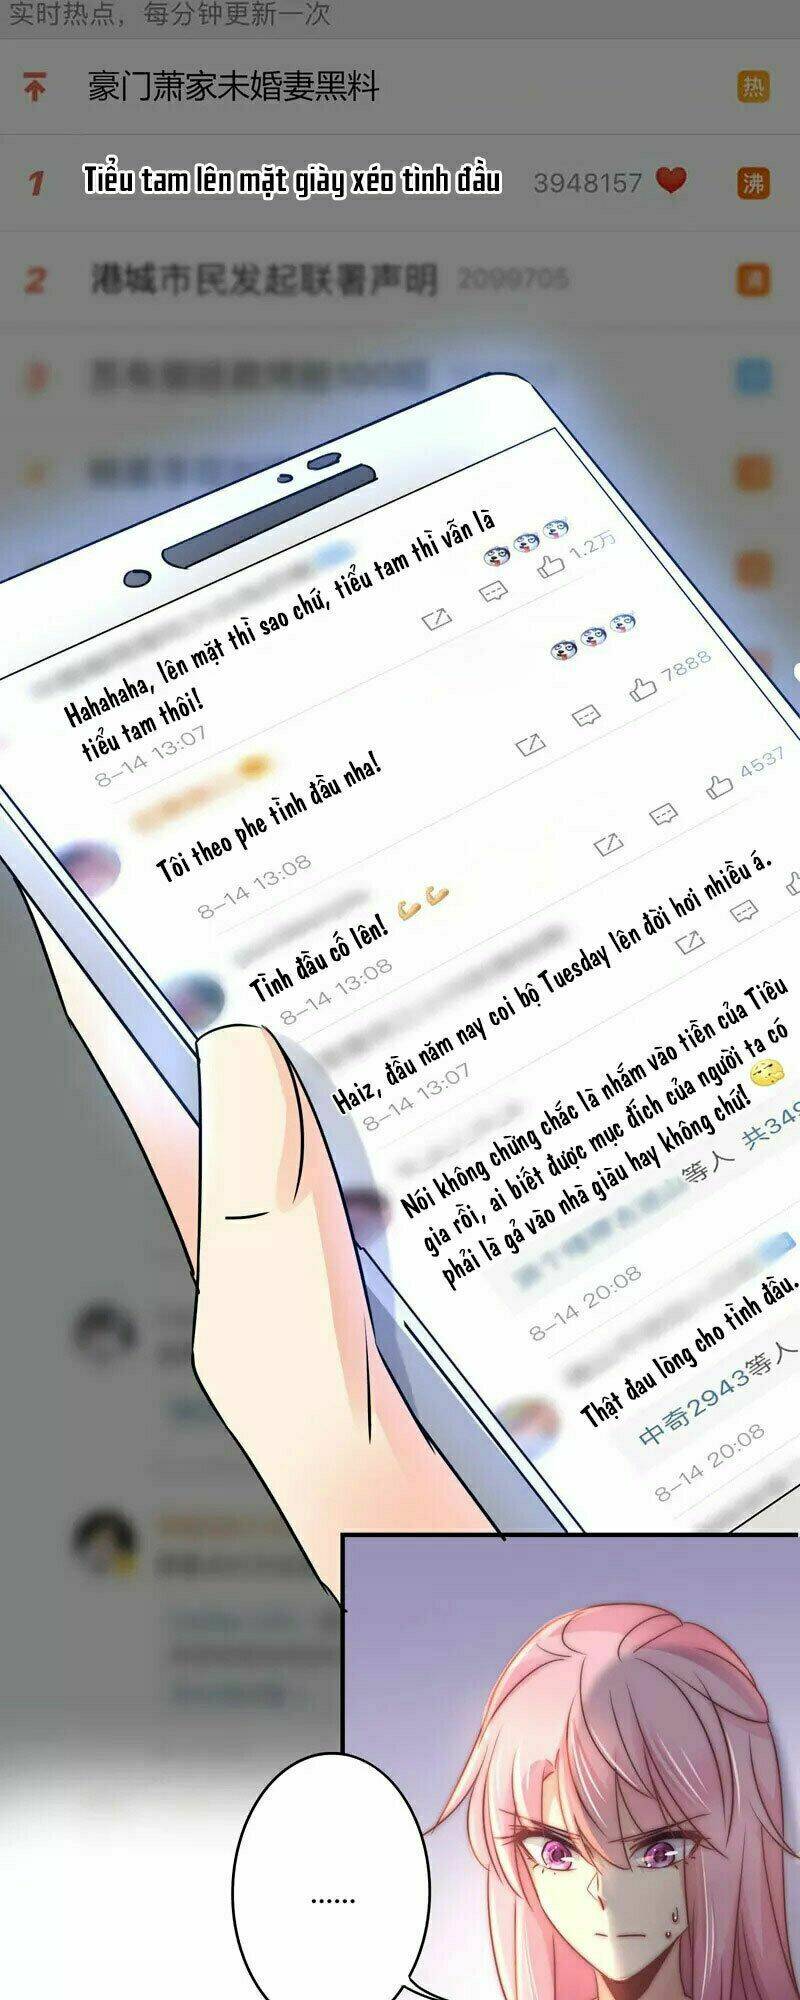 实时热点，每分钟更新一次
豪门萧家未婚妻黑料 热
1 Tiểu tam lên mặt giày xéo tình đầu 3948157 沸
2 港城市民发起联署声明 2099705
3
Hahahaha, lên mặt thì sao chứ, tiểu tam thì vẫn là
tiểu tam thôi!
8-14 13:07
1.2万
Tôi theo phe tình đầu nha!
8-14 13:08
7888
Tình đầu cố lên!
8-14 13:08
4537
Haiz, đầu năm nay coi bộ Tuesday lên đời hơi nhiều á.
8-14 13:07
Nói không chừng chắc là nhắm vào tiền của Tiêu
gia rồi, ai biết được mục đích của người ta có
phải là gả vào nhà giàu hay không chứ!
等人 共349
8-14 20:08
Thật đau lòng cho tình đầu.
中奇2943等人
8-14 20:08
......